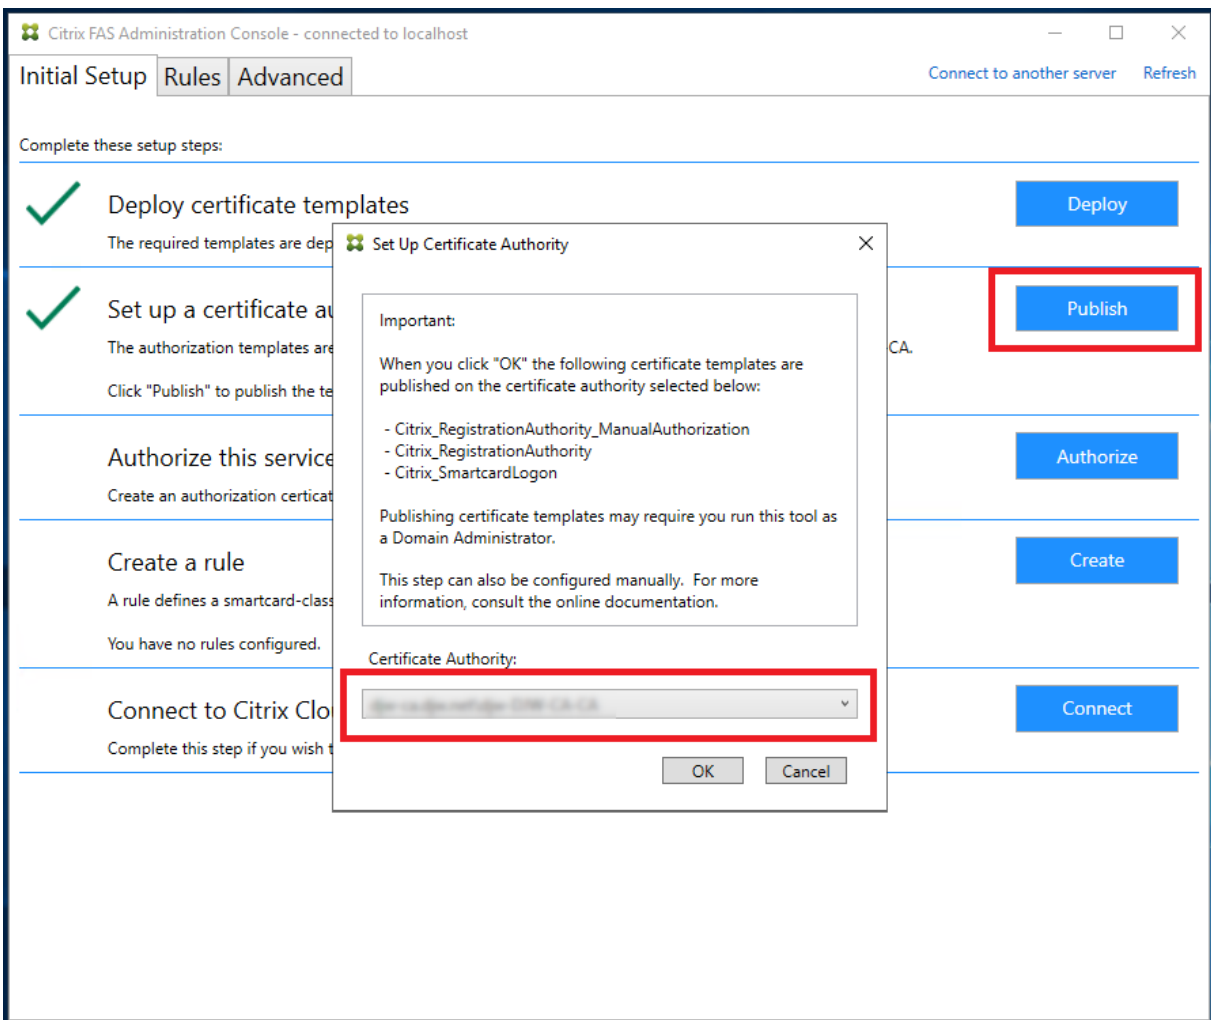 Citrix FAS Administration Console - connected to localhost
Initial Setup Rules Advanced
Connect to another server Refresh
Complete these setup steps:
Deploy certificate templates
Deploy
The required templates are dep
Set up a certificate au
Publish
The authorization templates are
-CA.
Click "Publish" to publish the te
Authorize this service
Authorize
Create an authorization certicat
Create a rule
Create
A rule defines a smartcard-class
You have no rules configured.
Connect to Citrix Clou
Connect
Complete this step if you wish t
Set Up Certificate Authority
Important:
When you click "OK" the following certificate templates are
published on the certificate authority selected below:
- Citrix_RegistrationAuthority_ManualAuthorization
- Citrix_RegistrationAuthority
- Citrix_SmartcardLogon
Publishing certificate templates may require you run this tool as
a Domain Administrator.
This step can also be configured manually. For more
information, consult the online documentation.
Certificate Authority:
OK Cancel